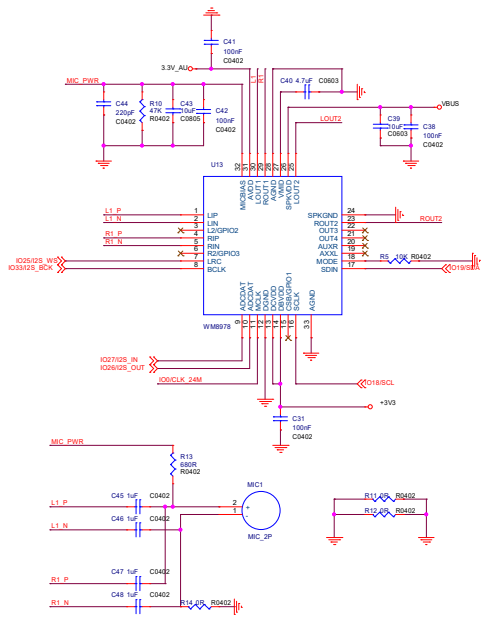 C41
100nF
C0402
3.3V_AU
L1
R1
C40 4.7uF C0603
MIC_PWR
VBUS
C44
220pF
C0402
R10
47K
R0402
C43
10uF
C0805
C42
100nF
C0402
C39
10uF
C0603
C38
100nF
C0402
LOUT2
U13
32
31
30
29
28
27
26
25
MICBIAS
AVDD
LOUT1
ROUT1
AGND
VMID
SPKVDD
LOUT2
L1_P
L1_N
R1_P
R1_N
IO25/I2S_WS
IO33/I2S_BCK
1
2
3
4
5
6
7
8
LIP
LIN
L2/GPIO2
RIP
RIN
R2/GPIO3
LRC
BCLK
SPKGND
ROUT2
OUT3
OUT4
AUXR
AXXL
MODE
SDIN
24
23
22
21
20
19
18
17
ROUT2
R5 10K R0402
IO19/SDA
ADCDAT
ADCDAT
MCLK
DGND
DCVDD
DBVDD
CSB/GPIO1
SCLK
AGND
WM8978
9
10
11
12
13
14
15
16
33
IO27/I2S_IN
IO26/I2S_OUT
IO0/CLK_24M
IO18/SCL
+3V3
C31
100nF
C0402
MIC_PWR
R13
680R
R0402
L1_P
C45 1uF C0402
L1_N
C46 1uF C0402
MIC1
2
1
+
-
MIC_2P
R11 0R R0402
R12 0R R0402
R1_P
C47 1uF C0402
R1_N
C48 1uF C0402
R14 0R R0402